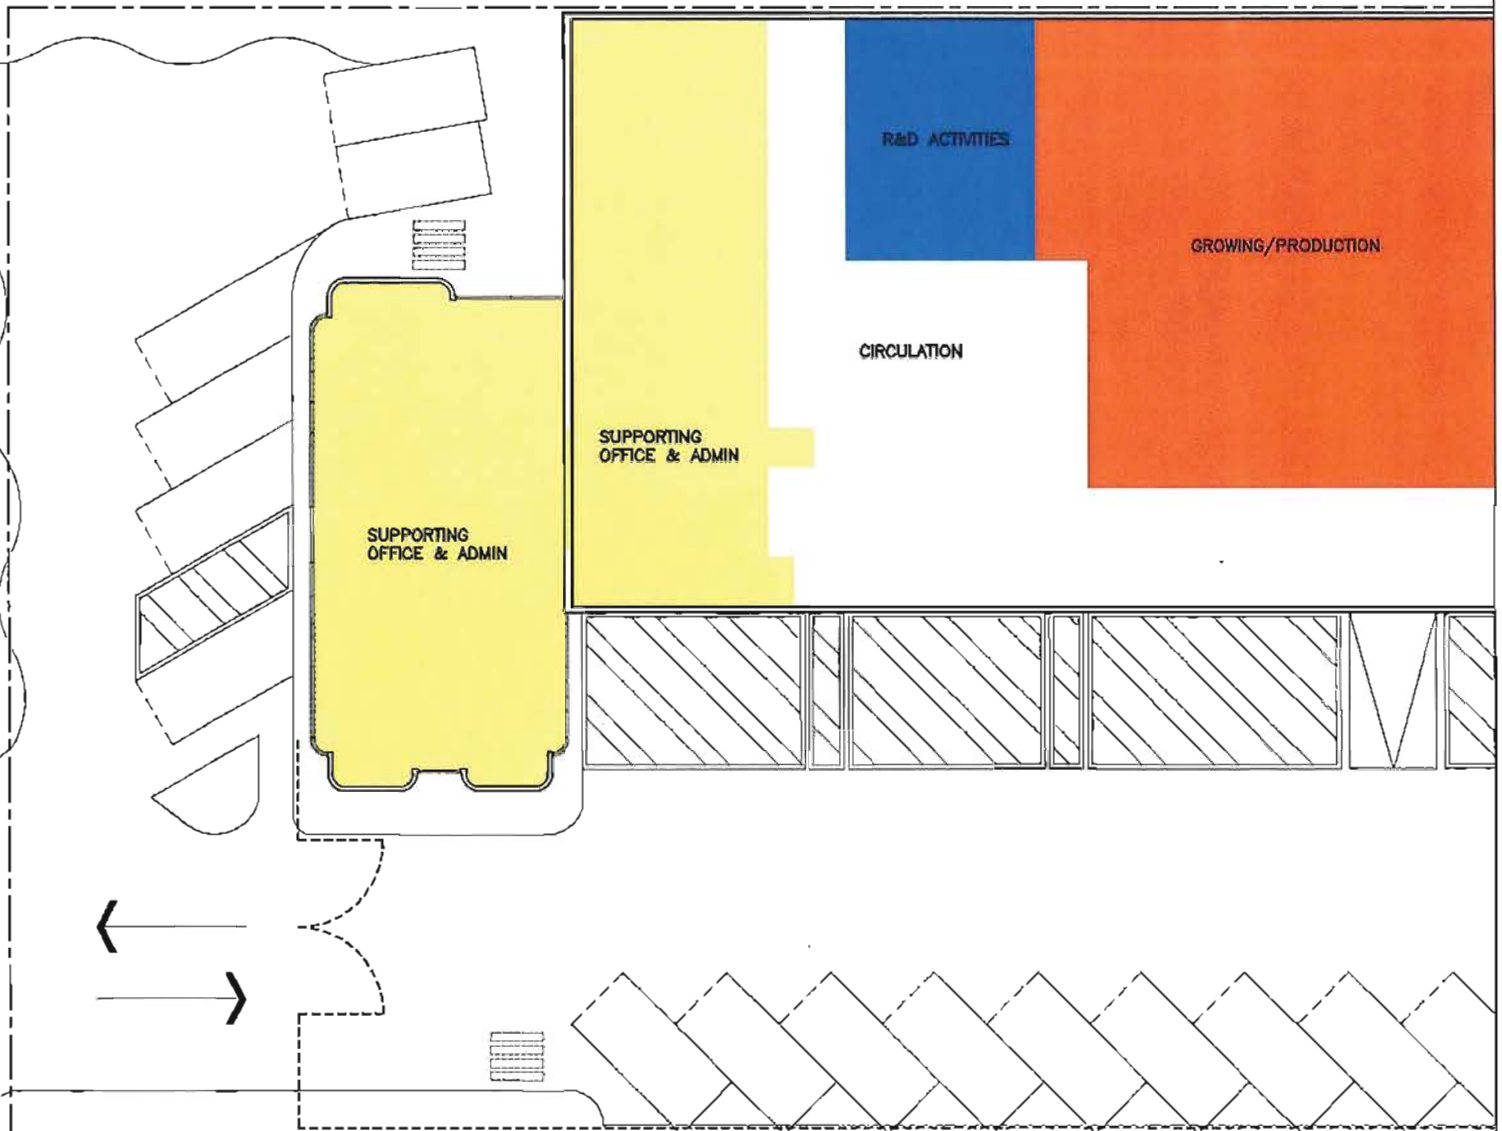 R&D ACTIVITIES
GROWING/PRODUCTION
CIRCULATION
SUPPORTING
OFFICE & ADMIN
SUPPORTING
OFFICE & ADMIN